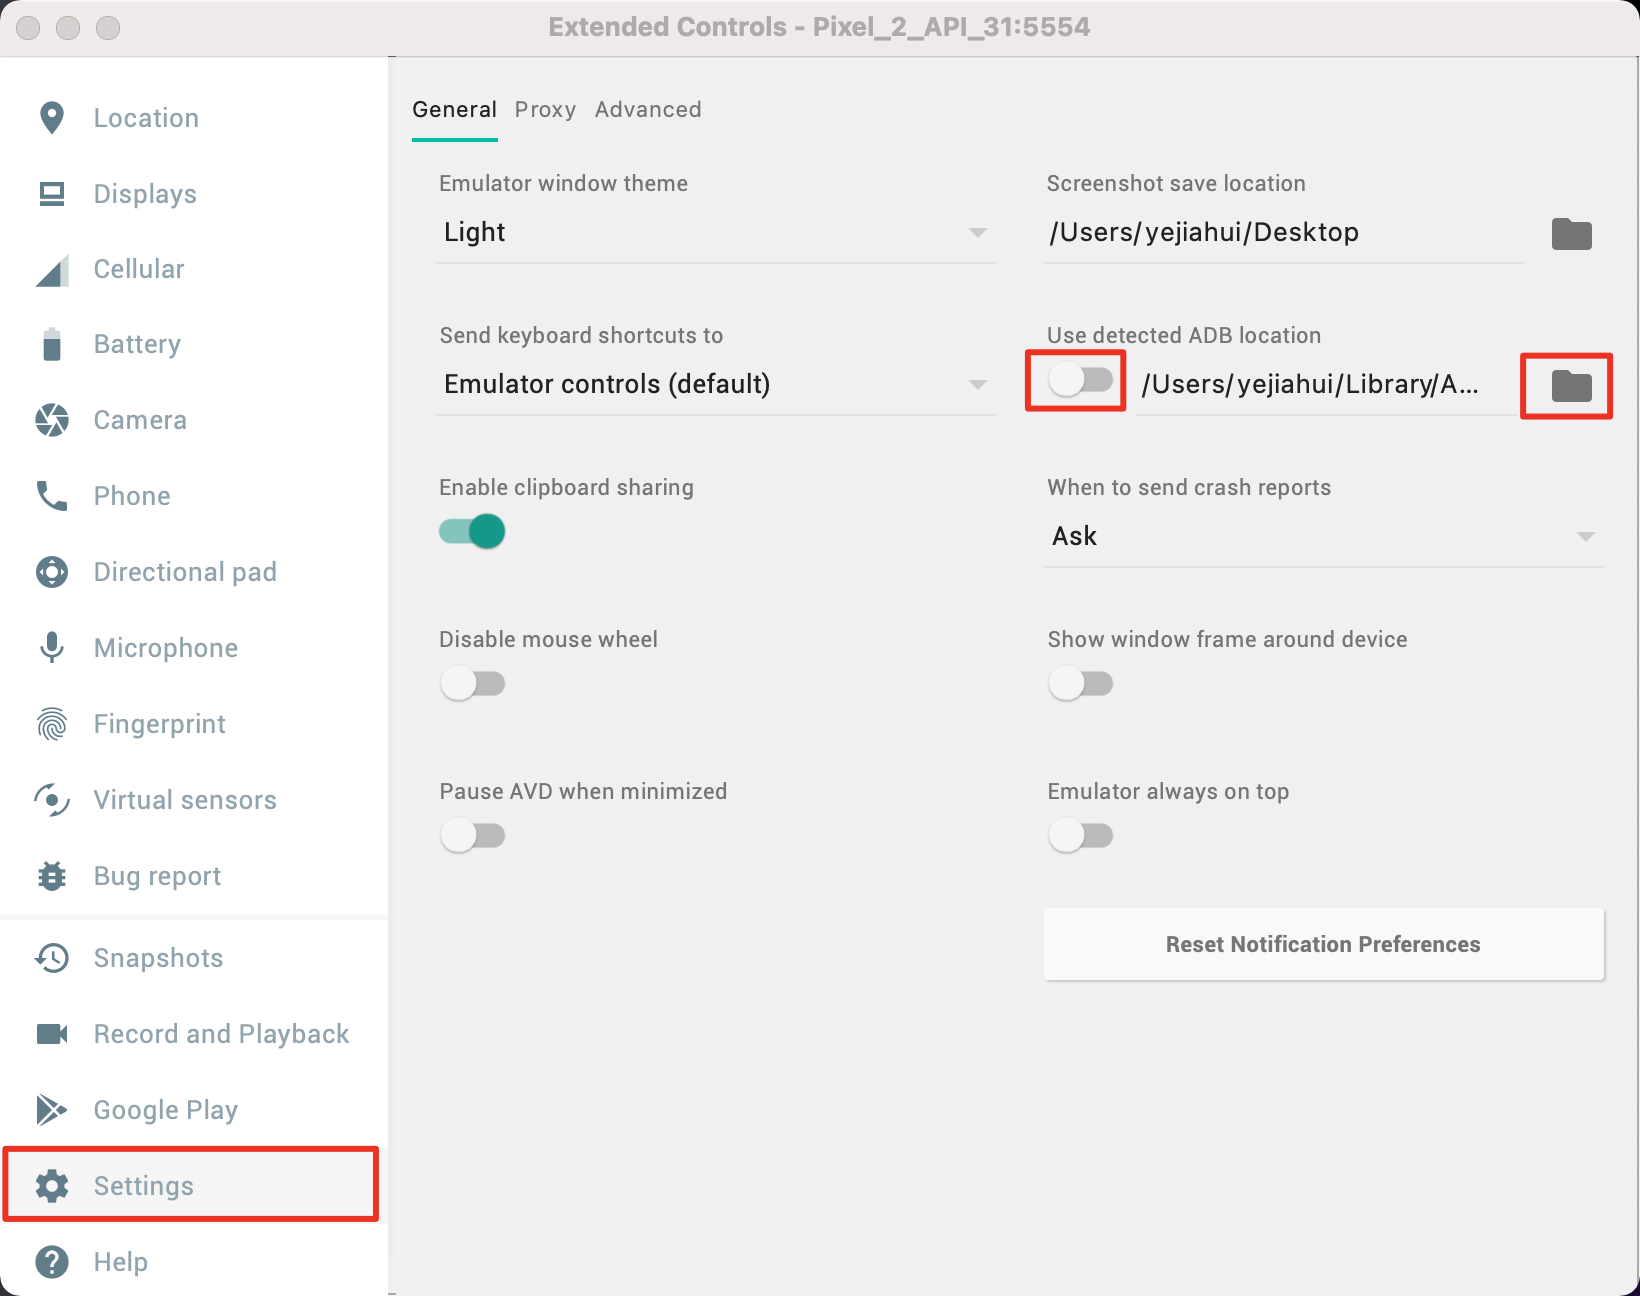 Extended Controls - Pixel_2_API_31:5554
Location
Displays
Cellular
Battery
Camera
Phone
Directional pad
Microphone
Fingerprint
Virtual sensors
Bug report
Snapshots
Record and Playback
Google Play
Settings
Help
General Proxy Advanced
Emulator window theme
Light
Screenshot save location
/Users/yejiahui/Desktop
Send keyboard shortcuts to
Emulator controls (default)
Use detected ADB location
/Users/yejiahui/Library/A...
Enable clipboard sharing
When to send crash reports
Ask
Disable mouse wheel
Show window frame around device
Pause AVD when minimized
Emulator always on top
Reset Notification Preferences